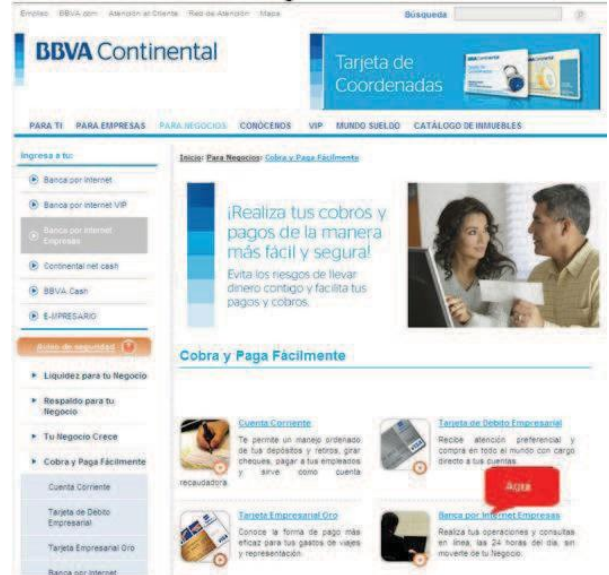 Empleo BBVA.com Atención al Cliente Red de Atención Mapa
Búsqueda
BBVA Continental
Tarjeta de
Coordenadas
PARA TI PARA EMPRESAS PARA NEGOCIOS CONÓCENOS VIP MUNDO SUELDO CATÁLOGO DE INMUEBLES
Ingresa a tu:
Banca por Internet
Banca por Internet VIP
Banca por Internet
Empresas
Continental net cash
BBVA Cash
E-MPRESARIO
Aviso de seguridad
Liquidez para tu Negocio
Respaldo para tu
Negocio
Tu Negocio Crece
Cobra y Paga Fácilmente
Cuenta Corriente
Tarjeta de Débito
Empresarial
Tarjeta Empresarial Oro
Banca por Internet
Inicio: Para Negocios: Cobra y Paga Fácilmente
¡Realiza tus cobros y
pagos de la manera
más fácil y segura!
Evita los riesgos de llevar
dinero contigo y facilita tus
pagos y cobros.
Cobra y Paga Fácilmente
Cuenta Corriente
Te permite un manejo ordenado
de tus depósitos y retiros, girar
cheques, pagar a tus empleados
y sirve como cuenta
recaudadora.
Tarjeta de Débito Empresarial
Recibe atención preferencial y
compra en todo el mundo con cargo
directo a tus cuentas.
Tarjeta Empresarial Oro
Conoce la forma de pago más
eficaz para tus gastos de viajes
y representación.
Banca por Internet Empresas
Realiza tus operaciones y consultas
en línea, las 24 horas del día, sin
moverte de tu Negocio.